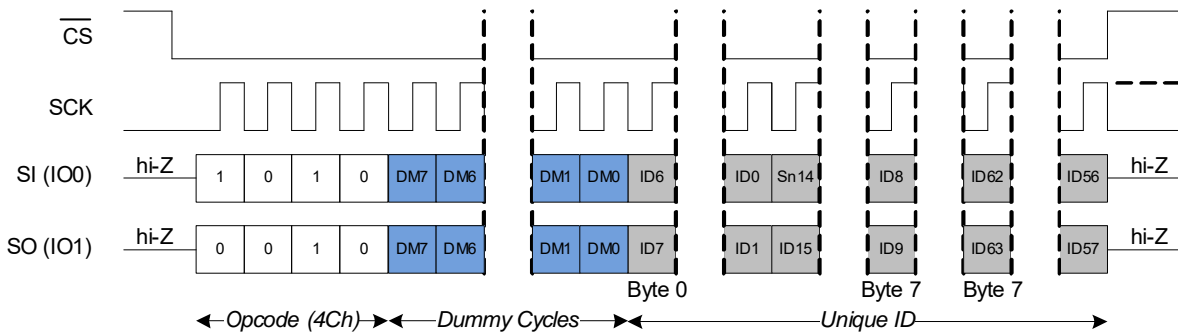 CS
SCK
SI (IO0) hi-Z 1 0 1 0 DM7 DM6 DM1 DM0 ID6 ID0 Sn14 ID8 ID62 ID56 hi-Z
SO (IO1) hi-Z 0 0 1 0 DM7 DM6 DM1 DM0 ID7 ID1 ID15 ID9 ID63 ID57 hi-Z
Byte 0 Byte 7 Byte 7
Opcode (4Ch) Dummy Cycles Unique ID